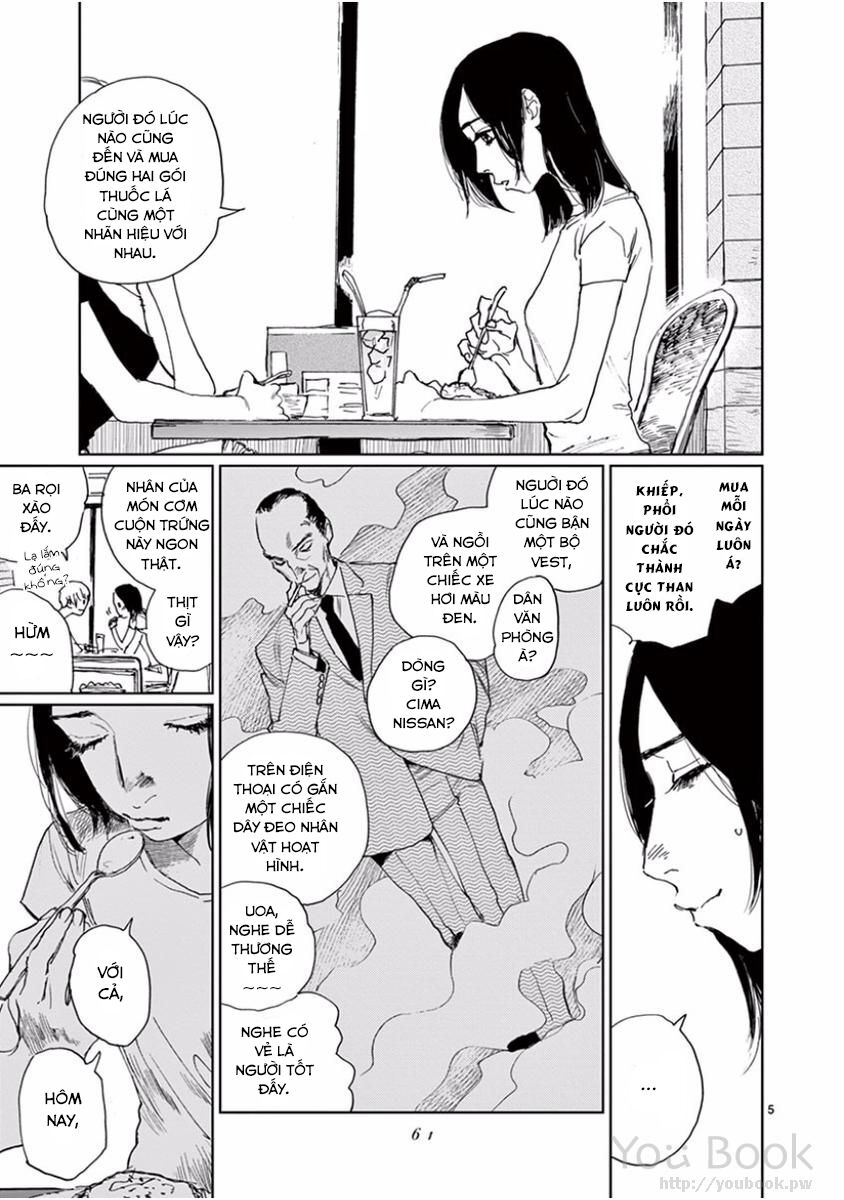 NGƯỜI ĐÓ LÚC
NÀO CŨNG
ĐẾN VÀ MUA
ĐÚNG HAI GÓI
THUỐC LÁ
CÙNG MỘT
NHÃN HIỆU VỚI
NHAU.
MUA
MỖI
NGÀY LUÔN
Á?
KHIẾP,
PHỔI
NGƯỜI ĐÓ
CHẮC
THÀNH
CỤC THAN
LUÔN RỒI.
...
NGƯỜI ĐÓ
LÚC NÀO
CŨNG BẬN
MỘT BỘ
VEST,
VÀ NGỒI
TRÊN MỘT
CHIẾC XE
HƠI MÀU
ĐEN.
DÂN
VĂN
PHÒNG
À?
DÒNG
GÌ?
CIMA
NISSAN?
TRÊN ĐIỆN
THOẠI CÓ GẮN
MỘT CHIẾC
DÂY ĐEO NHÂN
VẬT HOẠT
HÌNH.
UOA,
NGHE DỄ
THƯƠNG
THẾ
~~~
NGHE CÓ
VẺ LÀ
NGƯỜI TỐT
ĐẤY.
NHÂN CỦA
MÓN CƠM
CUỘN TRỨNG
NÀY NGON
THẬT.
THỊT
GÌ
VẬY?
BA RỌI
XÀO
ĐẤY.
Lạ lắm
đúng
không?
HỪM
~~~
VỚI
CẢ,
HÔM
NAY,
5
61
You Book
http://youbook.pw